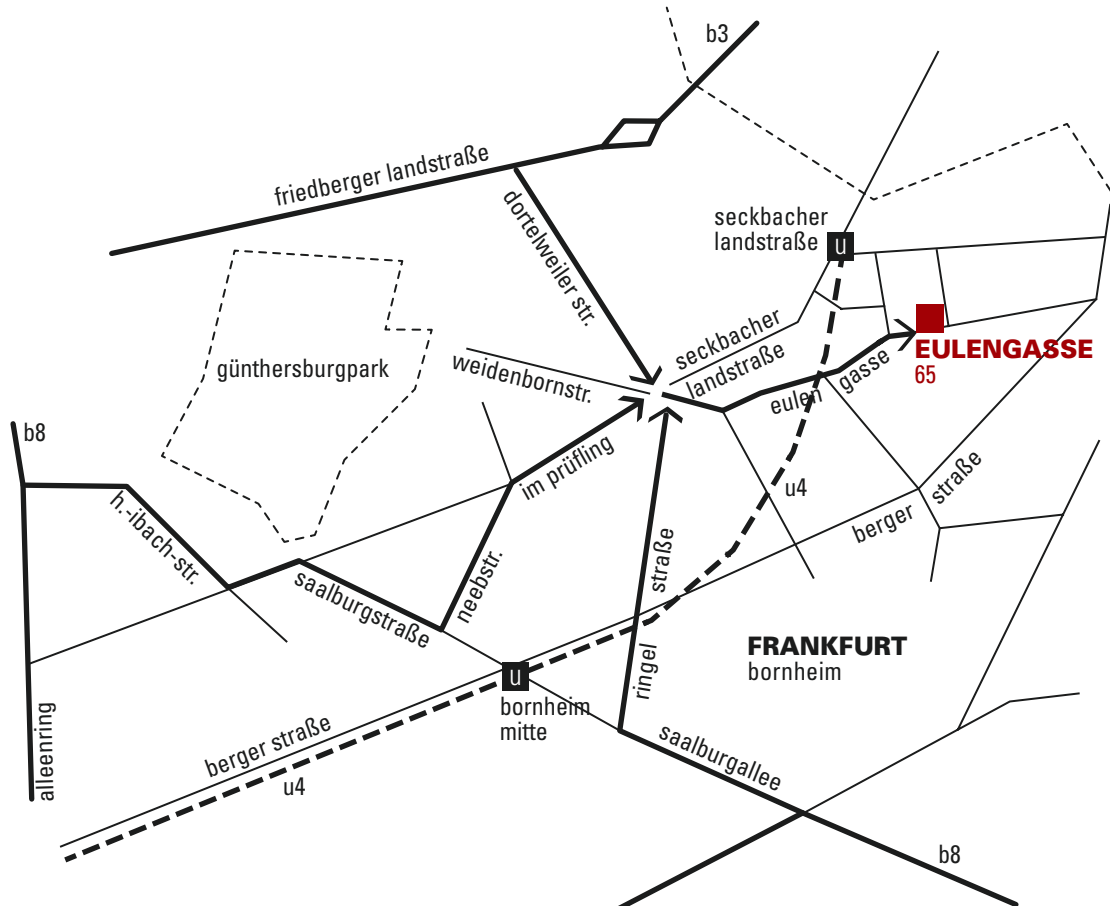 b3
friedberger landstraße
dortelweiler str.
seckbacher
landstraße
u
seckbacher
landstraße
weidenbornstr.
günthersburgpark
eulen
gasse
EULENGASSE
65
b8
h.-ibach-str.
im prüfling
u4
berger
straße
saalburgstraße
neebstr.
ringel
straße
FRANKFURT
bornheim
u
bornheim
mitte
alleenring
berger straße
u4
saalburgallee
b8